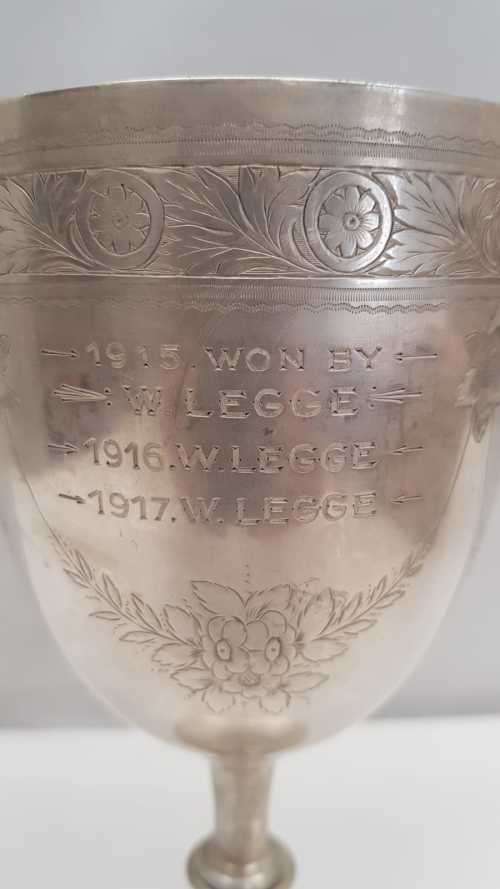 1915. WON BY
W. LEGGE
1916. W. LEGGE
1917. W. LEGGE